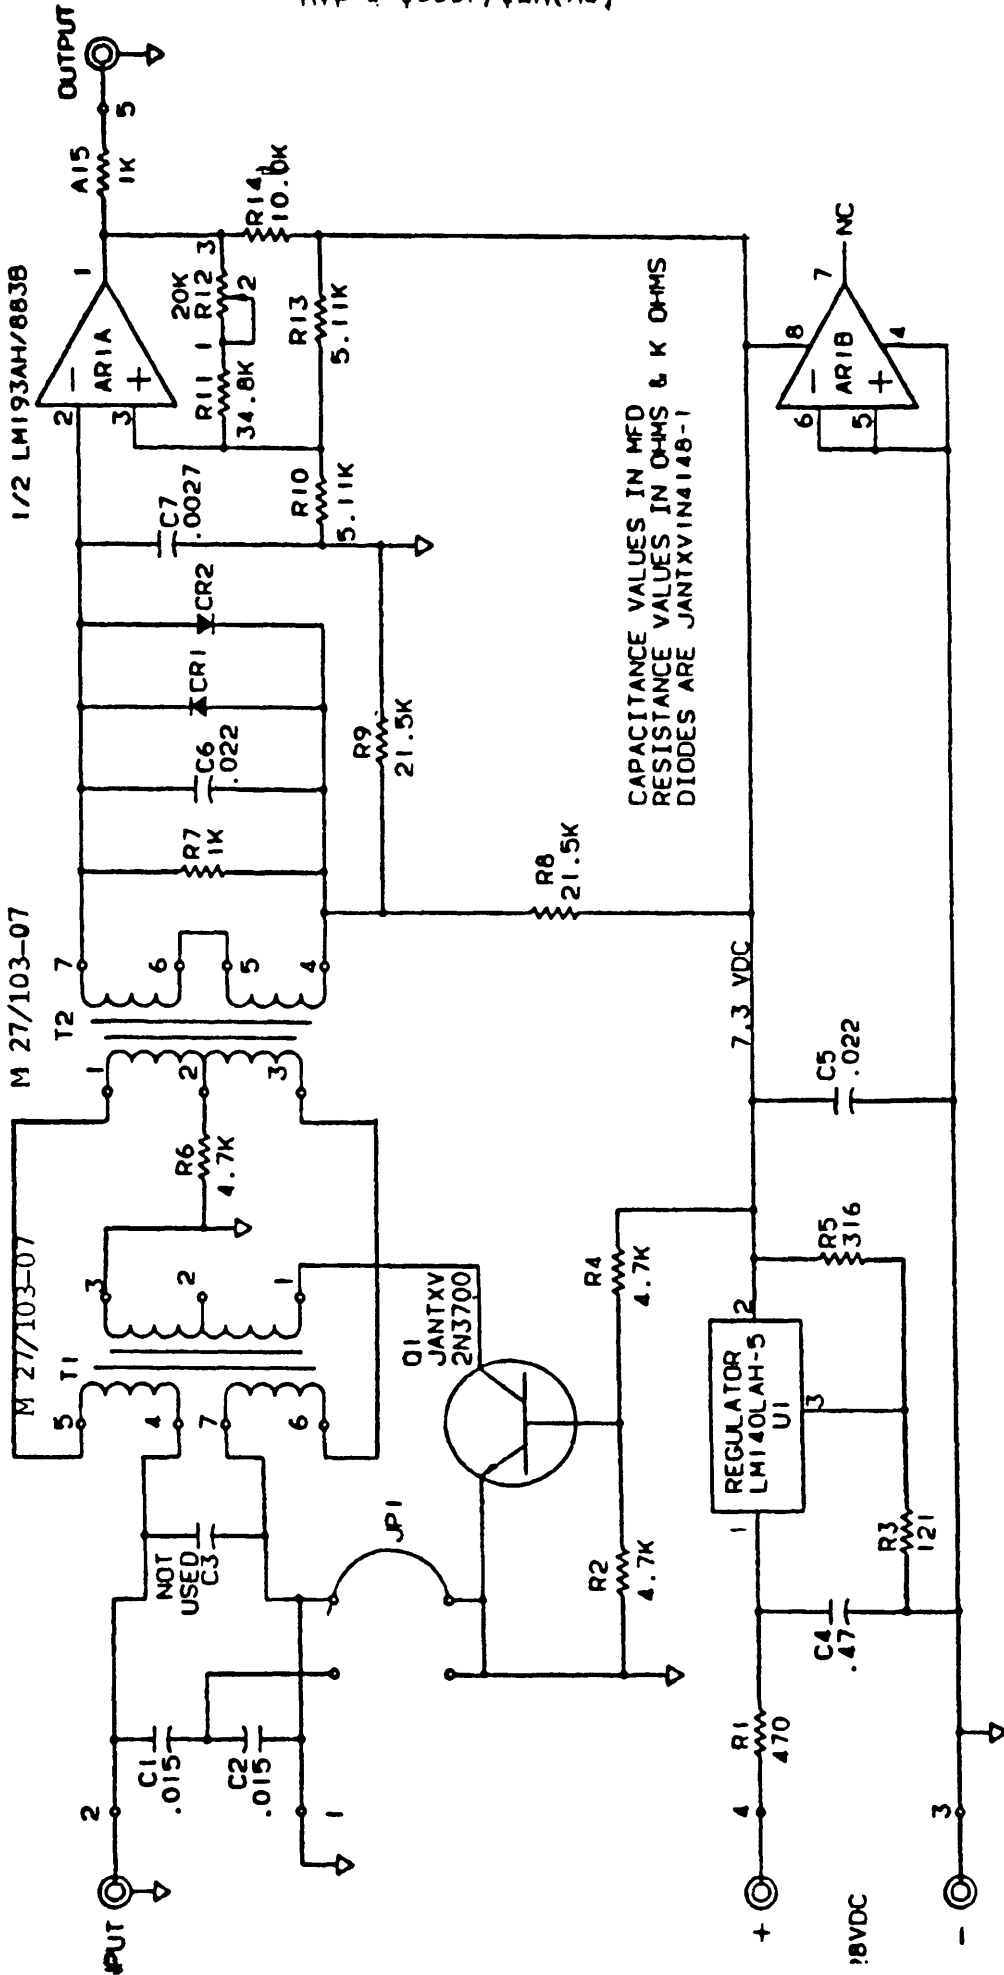 1/2 LM193AH/883B
M 27/103-07
M 27/103-07
OUTPUT
5
A15
1K
1
2
3
AR1A
-
+
R14
10.0K
3
20K
R12
2
1
R11
34.8K
R13
5.11K
R10
5.11K
C7
.0027
CR2
CR1
C6
.022
R7
1K
R9
21.5K
R8
21.5K
T2
7
6
5
4
1
2
3
R6
4.7K
T1
3
2
1
5
4
7
6
NOT
USED
C3
JP1
Q1
JANTXV
2N3700
R4
4.7K
R2
4.7K
C1
.015
C2
.015
2
1
PUT
CAPACITANCE VALUES IN MFD
RESISTANCE VALUES IN OHMS & K OHMS
DIODES ARE JANTXV1N4148-1
7.3 VDC
C5
.022
R5
316
REGULATOR
LM140LAH-5
U1
1
2
3
R3
121
C4
.47
R1
470
4
3
+
8VDC
-
NC
7
8
4
AR1B
-
+
6
5